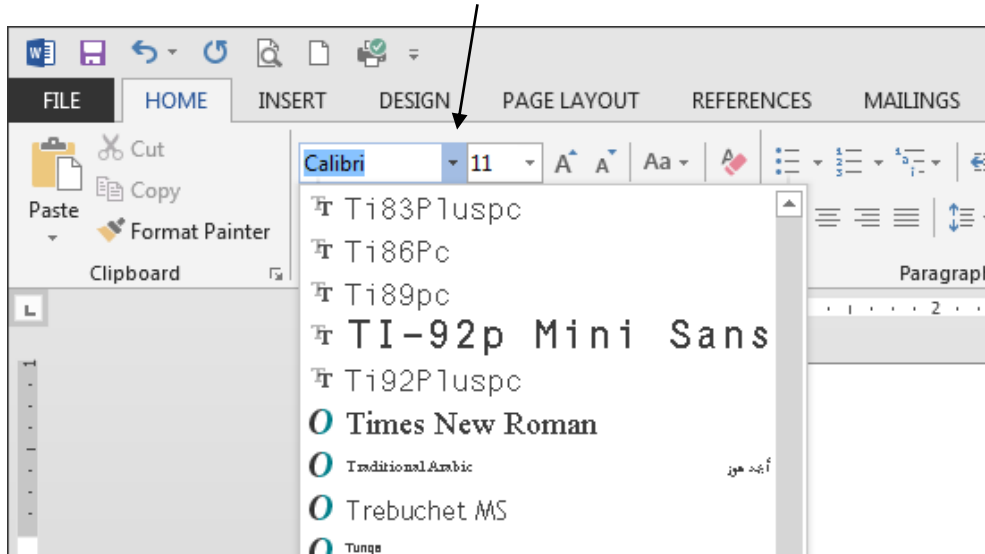 FILE HOME INSERT DESIGN PAGE LAYOUT REFERENCES MAILINGS
Cut
Copy
Paste
Format Painter
Clipboard
Calibri 11 Aa
Paragrap
Ti83Pluspc
Ti86Pc
Ti89pc
TI-92p Mini Sans
Ti92Pluspc
Times New Roman
Traditional Arabic أبجد هوز
Trebuchet MS
Tunga
L
2
1